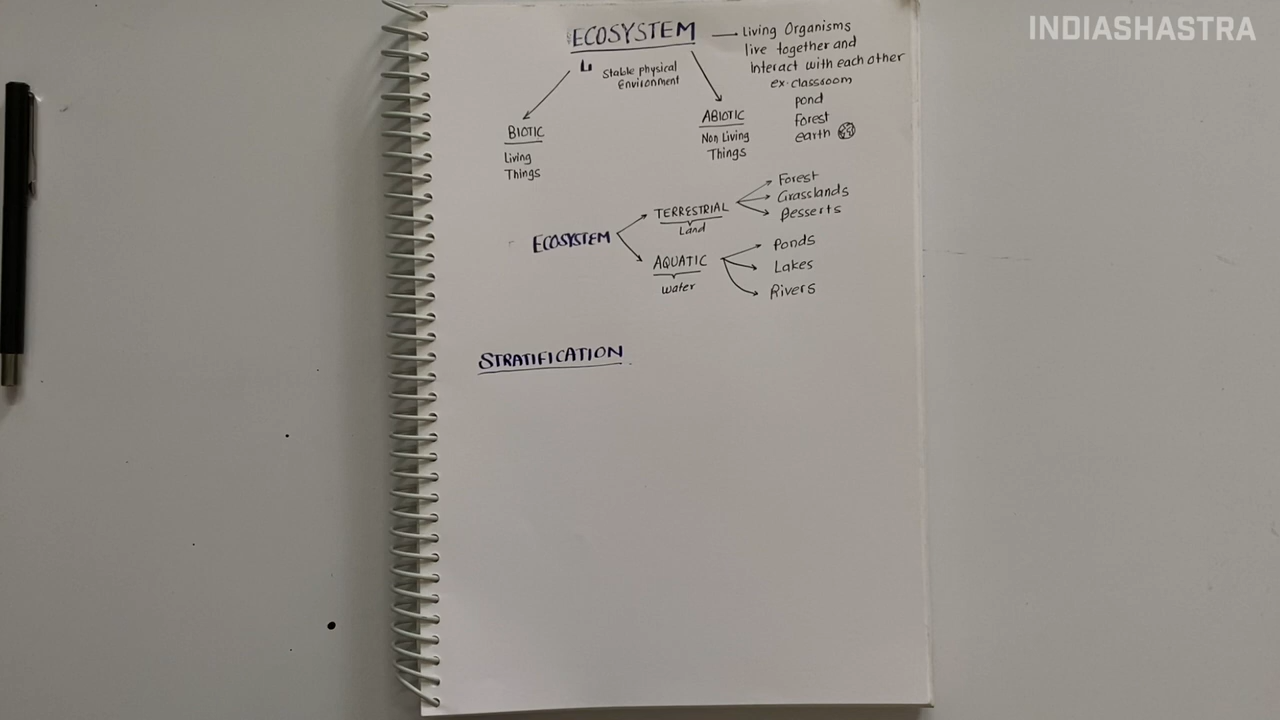 INDIASHASTRA
ECOSYSTEM
Living Organisms
live together and
Interact with each other
ex. classroom
pond
Forest
earth
Stable physical
Environment
BIOTIC
Living
Things
ABIOTIC
Non Living
Things
ECOSYSTEM
TERRESTRIAL
Land
Forest
Grasslands
Desserts
AQUATIC
water
Ponds
Lakes
Rivers
STRATIFICATION